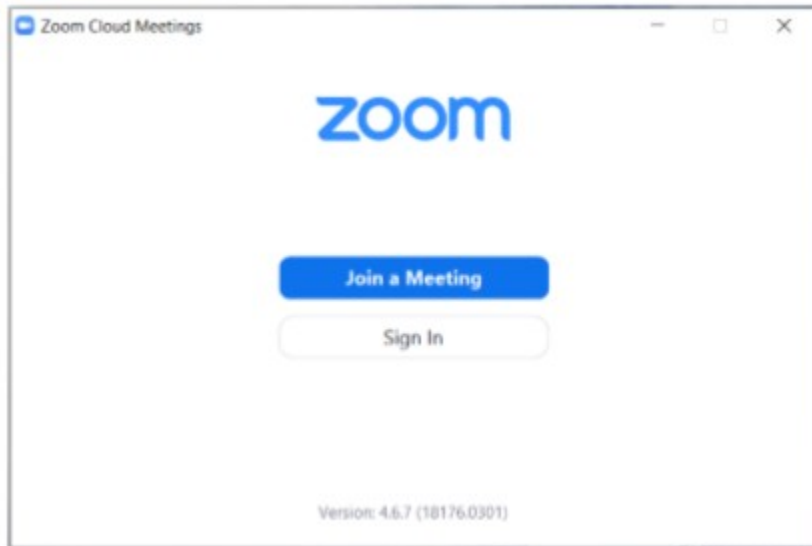 Zoom Cloud Meetings
zoom
Join a Meeting
Sign In
Version: 4.6.7 (18176.0301)